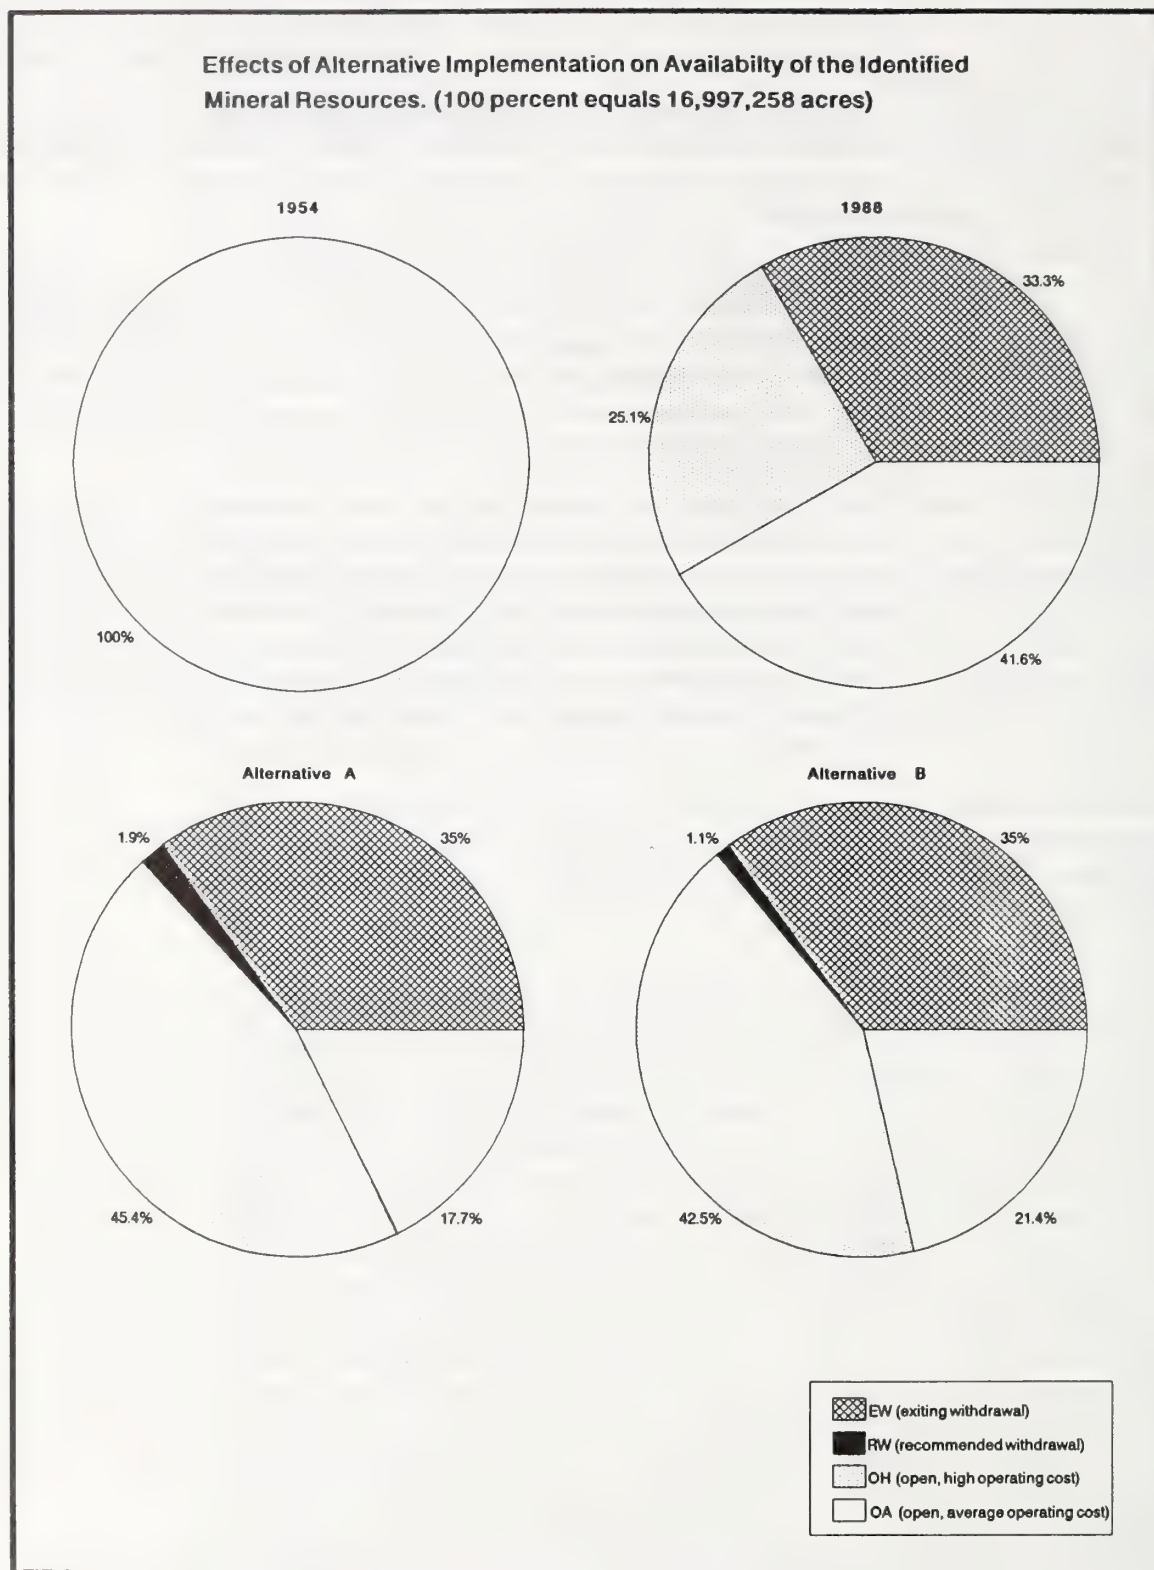 Effects of Alternative Implementation on Availabilty of the Identified
Mineral Resources. (100 percent equals 16,997,258 acres)
1954
1988
100%
33.3%
25.1%
41.6%
Alternative A
Alternative B
1.9%
35%
45.4%
17.7%
1.1%
35%
42.5%
21.4%
EW (exiting withdrawal)
RW (recommended withdrawal)
OH (open, high operating cost)
OA (open, average operating cost)